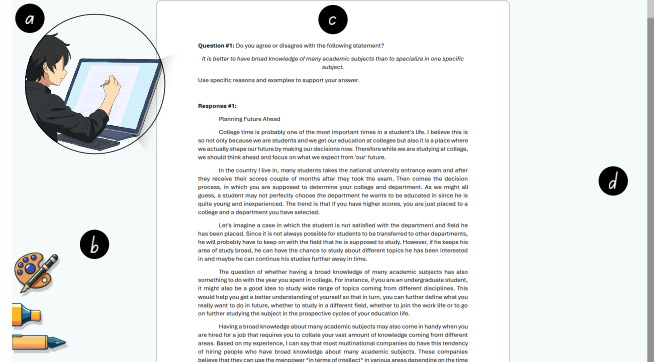 a
c
Question #1: Do you agree or disagree with the following statement?
It is better to have broad knowledge of many academic subjects than to specialize in one specific
subject.
Use specific reasons and examples to support your answer.
Response #1:
Planning Future Ahead
College time is probably one of the most important times in a student's life. I believe this is
so not only because we are students and we get our education at colleges but also it is a place where
we actually shape our future by making our decisions now. Therefore while we are studying at college,
we should think ahead and focus on what we expect from 'our' future.
In the country I live in, many students takes the national university entrance exam and after
they receive their scores couple of months after they took the exam. Then comes the decision
process, in which you are supposed to determine your college and department. As we might all
guess, a student may not perfectly choose the department he wants to be educated in since he is
quite young and inexperienced. The trend is that if you have higher scores, you are just placed to a
college and a department you have selected.
d
Let's imagine a case in which the student is not satisfied with the department and field he
has been placed. Since it is not always possible for students to be transferred to other departments,
he will probably have to keep on with the field that he is supposed to study. However, if he keeps his
area of study broad, he can have the chance to study about different topics he has been interested
in and maybe he can continue his studies further away in time.
b
The question of whether having a broad knowledge of many academic subjects has also
something to do with the year you spent in college. For instance, if you are an undergraduate student,
it might also be a good idea to study wide range of topics coming from different disciplines. This
would help you get a better understanding of yourself so that in turn, you can further define what you
really want to do in future, whether to study in a different field, whether to join the work life or to go
on further studying the subject in the prospective cycles of your education life.
Having a broad knowledge about many academic subjects may also come in handy when you
are hired for a job that requires you to collate your vast amount of knowledge coming from different
areas. Based on my experience, I can say that most multinational companies do have this tendency
of hiring people who have broad knowledge about many academic subjects. These companies
believe that they can use the manpower "in terms of intellect" in various areas depending on the time